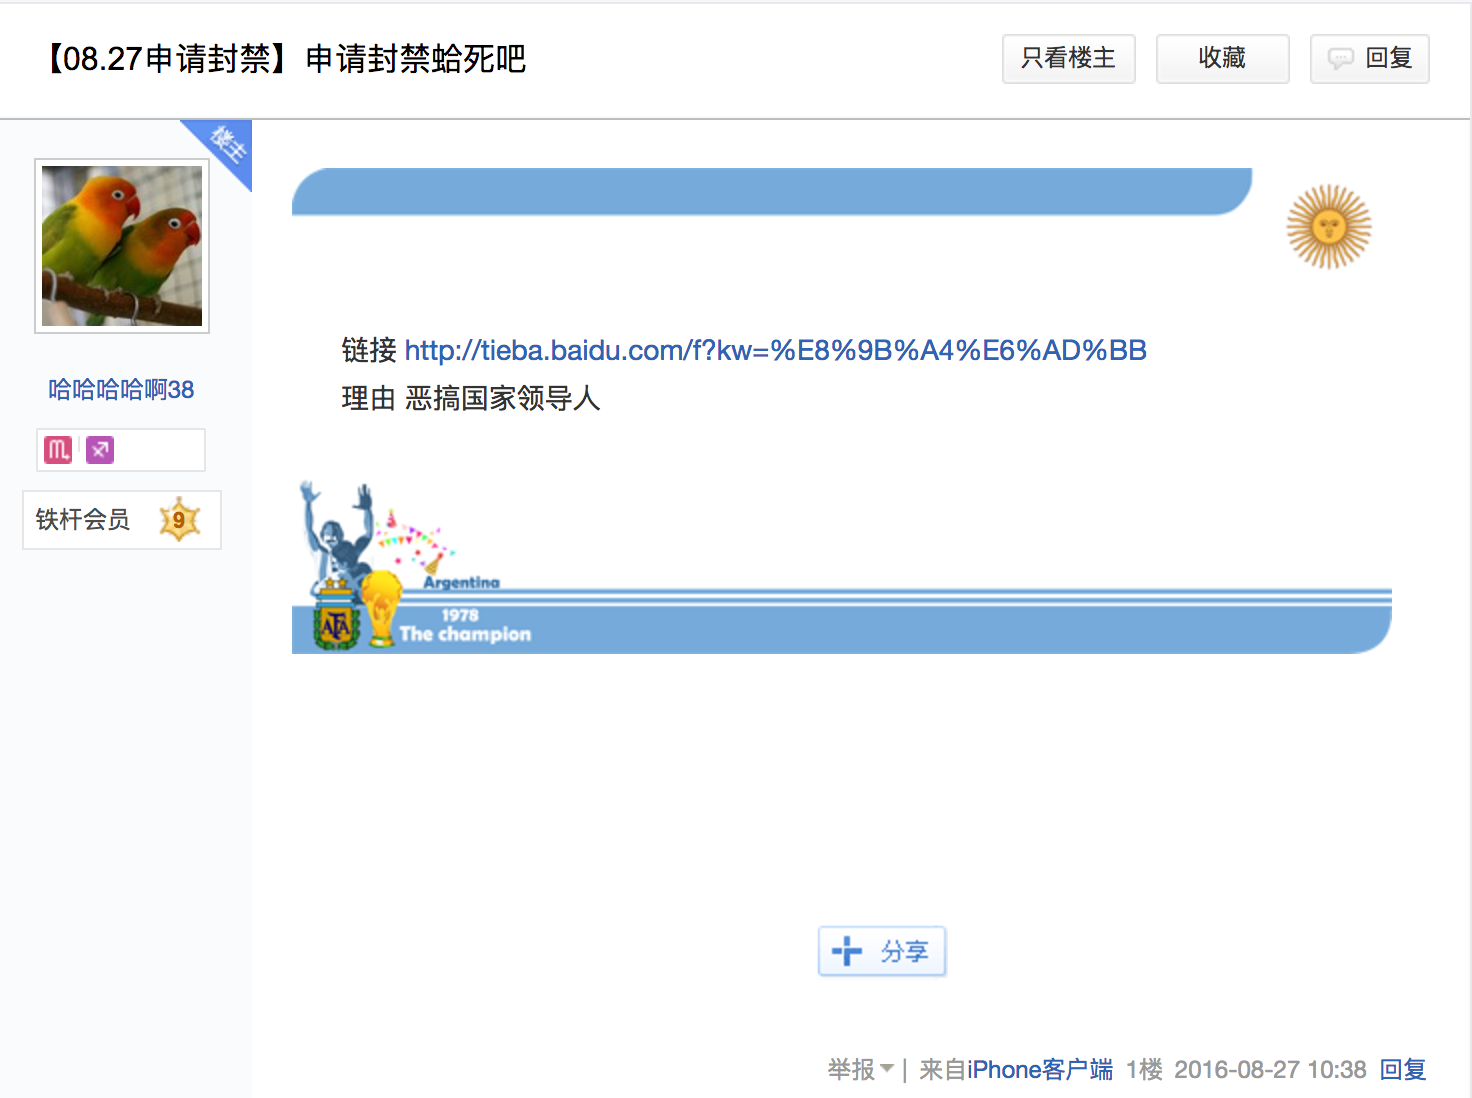 【08.27申请封禁】申请封禁蛤死吧
只看楼主
收藏
回复
楼主
哈哈哈哈啊38
铁杆会员 9
链接 http://tieba.baidu.com/f?kw=%E8%9B%A4%E6%AD%BB
理由 恶搞国家领导人
Argentina
1978
The champion
AFA
分享
举报 | 来自iPhone客户端 1楼 2016-08-27 10:38 回复